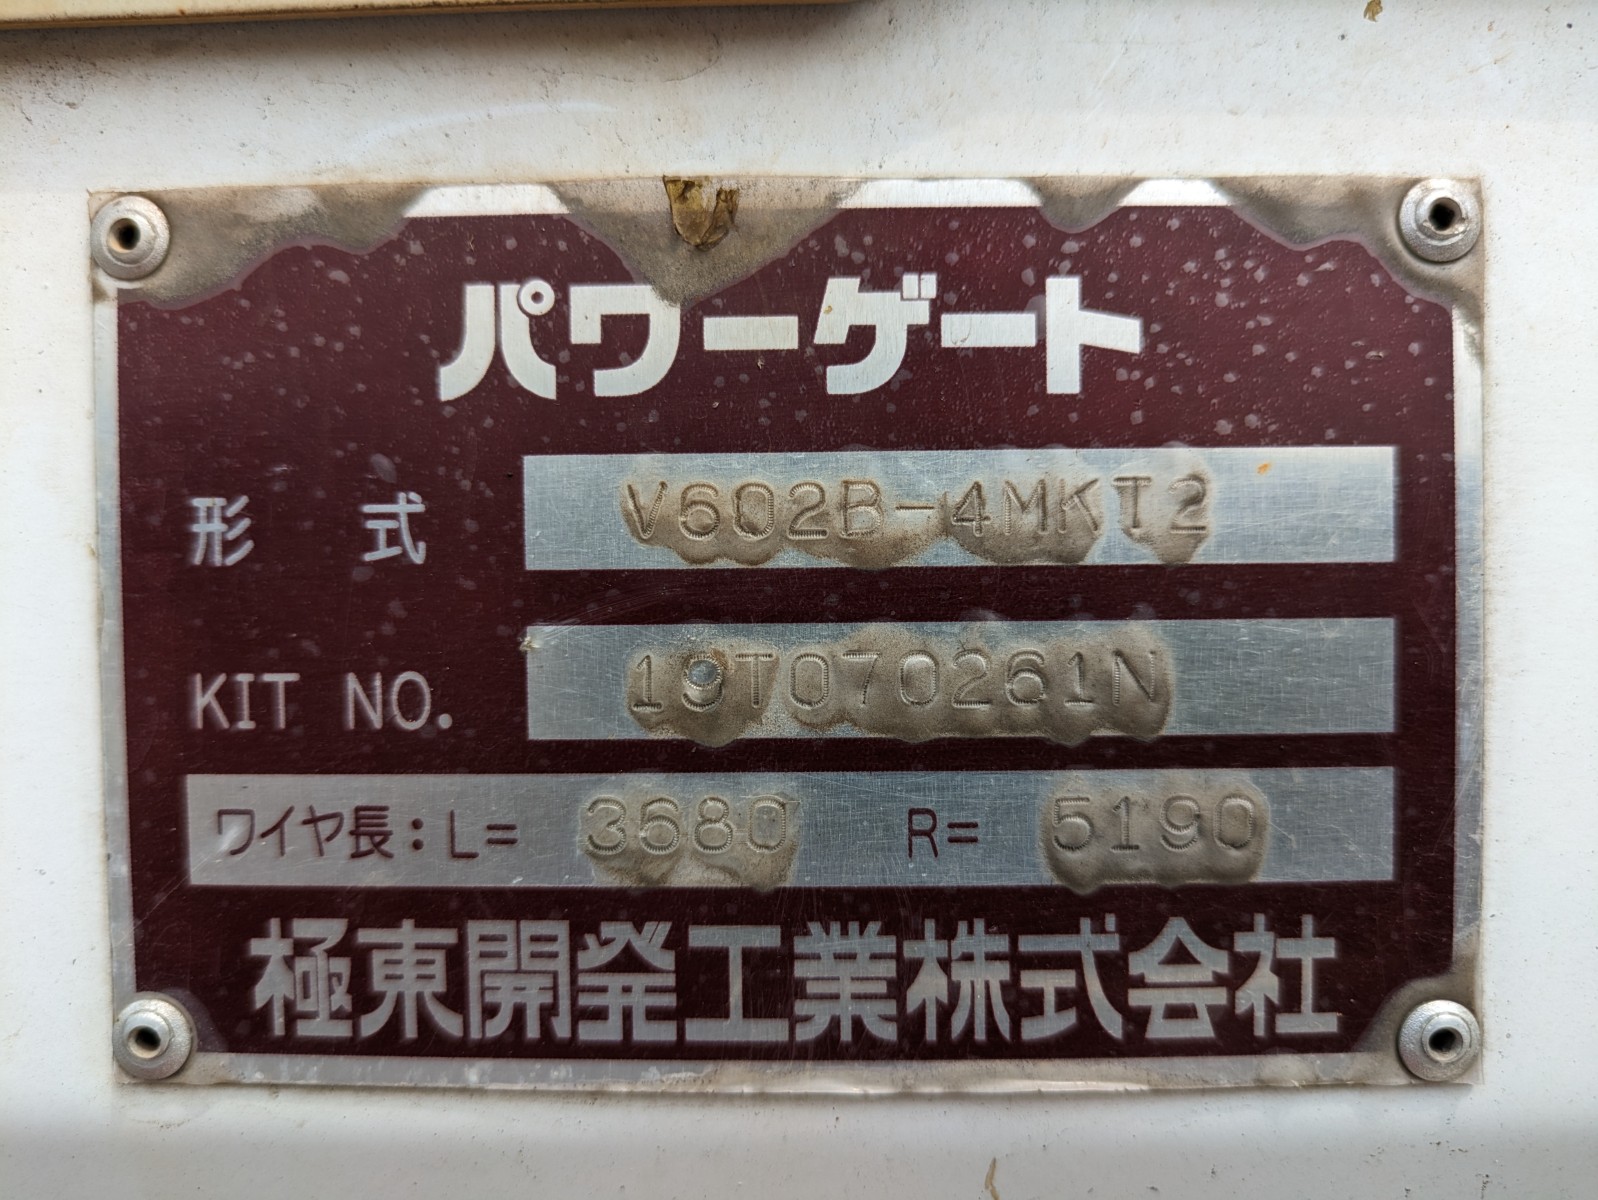 パワーゲート
形 式 V602B-4MKT2
KIT NO. 19T070261N
ワイヤ長:L= 3680 R= 5190
極東開発工業株式会社